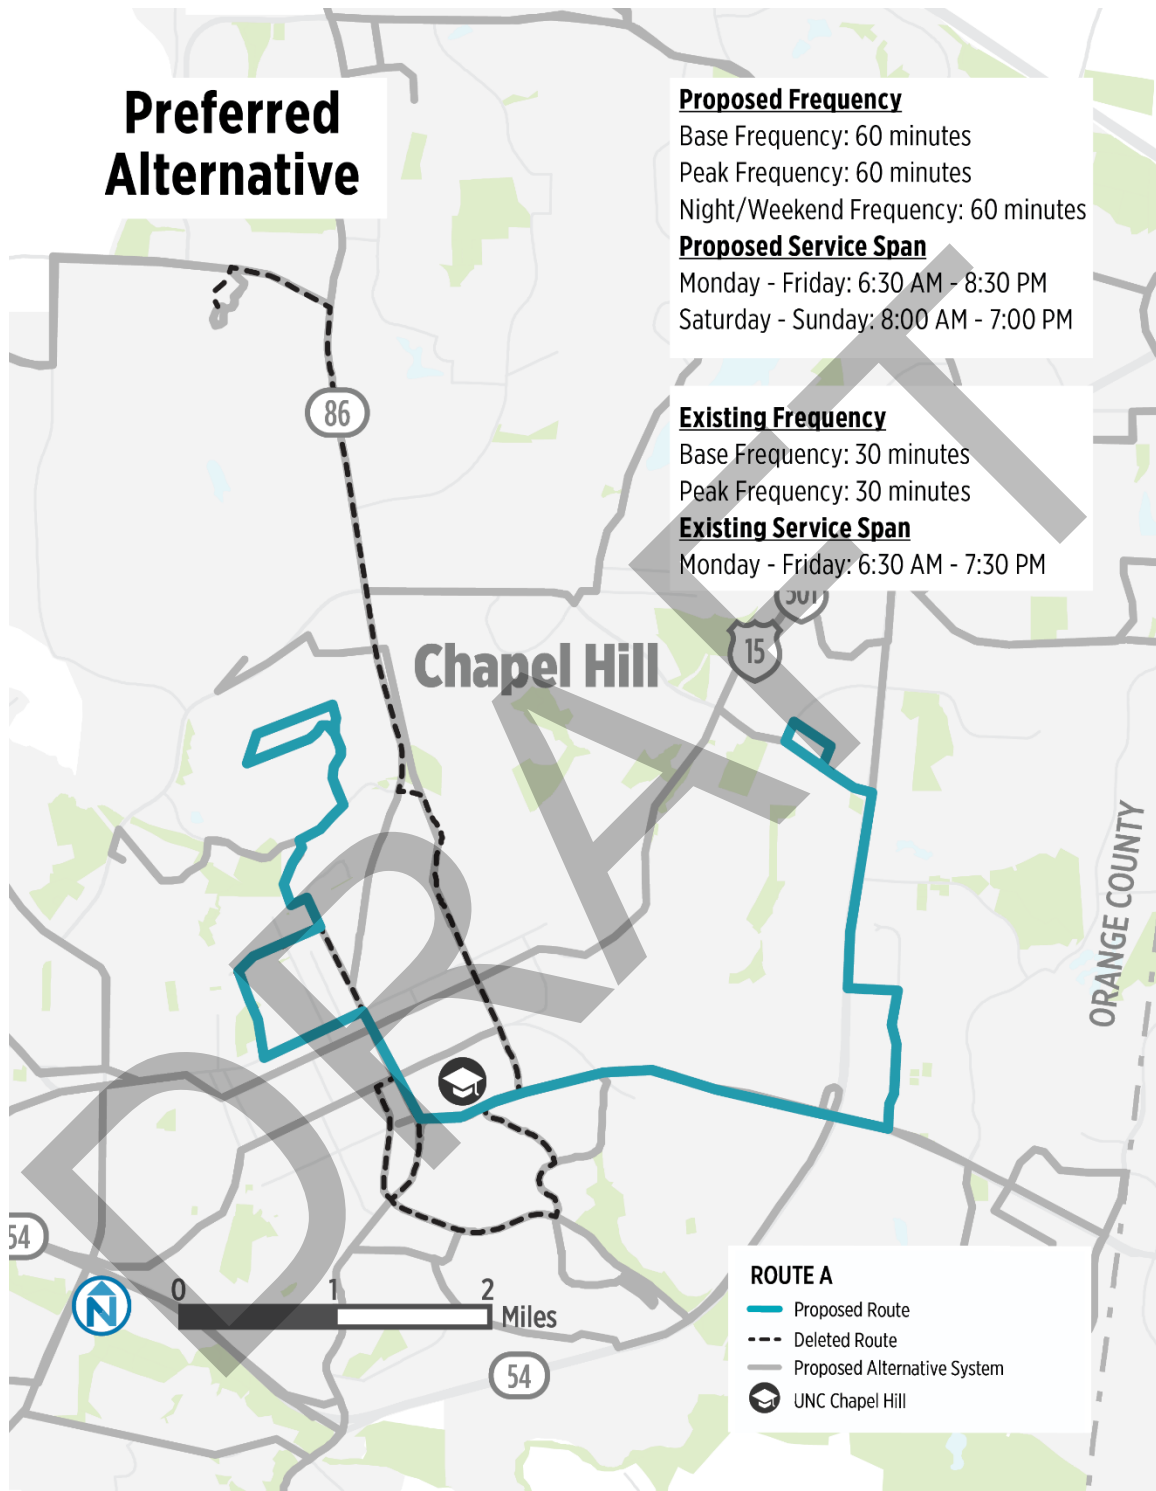 Preferred
Alternative
Proposed Frequency
Base Frequency: 60 minutes
Peak Frequency: 60 minutes
Night/Weekend Frequency: 60 minutes
Proposed Service Span
Monday - Friday: 6:30 AM - 8:30 PM
Saturday - Sunday: 8:00 AM - 7:00 PM
Existing Frequency
Base Frequency: 30 minutes
Peak Frequency: 30 minutes
Existing Service Span
Monday - Friday: 6:30 AM - 7:30 PM
86
501
15
Chapel Hill
ORANGE COUNTY
DRAFT
54
0 1 2
Miles
N
54
ROUTE A
Proposed Route
Deleted Route
Proposed Alternative System
UNC Chapel Hill